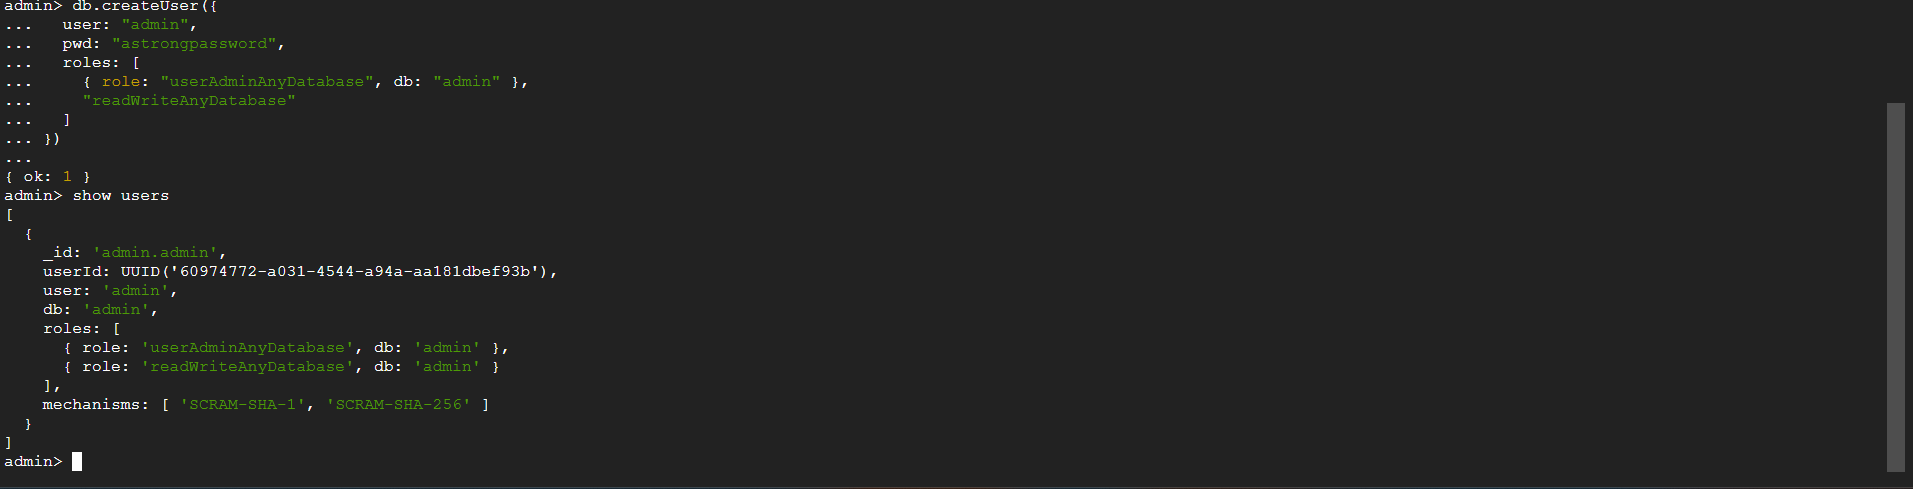 admin> db.createUser({
...   user: "admin",
...   pwd: "astrongpassword",
...   roles: [
...     { role: "userAdminAnyDatabase", db: "admin" },
...     "readWriteAnyDatabase"
...   ]
... })
...
{ ok: 1 }
admin> show users
[
  {
    _id: 'admin.admin',
    userId: UUID('60974772-a031-4544-a94a-aa181dbef93b'),
    user: 'admin',
    db: 'admin',
    roles: [
      { role: 'userAdminAnyDatabase', db: 'admin' },
      { role: 'readWriteAnyDatabase', db: 'admin' }
    ],
    mechanisms: [ 'SCRAM-SHA-1', 'SCRAM-SHA-256' ]
  }
]
admin>